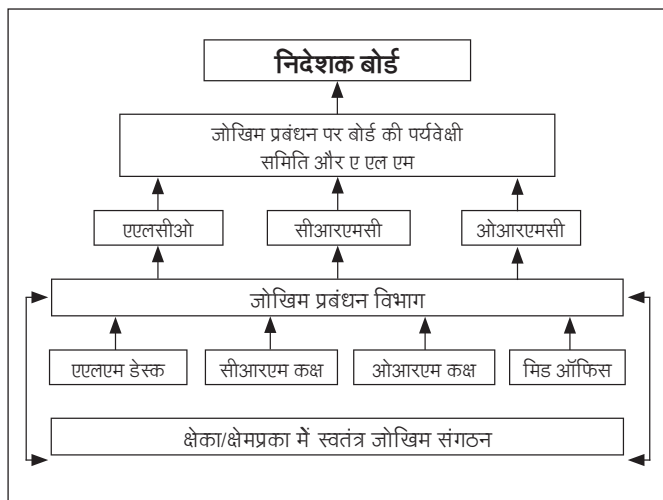 निदेशक बोर्ड
जोखिम प्रबंधन पर बोर्ड की पर्यवेक्षी
समिति और ए एल एम
एएलसीओ
सीआरएमसी
ओआरएमसी
जोखिम प्रबंधन विभाग
एएलएम डेस्क
सीआरएम कक्ष
ओआरएम कक्ष
मिड ऑफिस
क्षेका/क्षेमप्रका में स्वतंत्र जोखिम संगठन